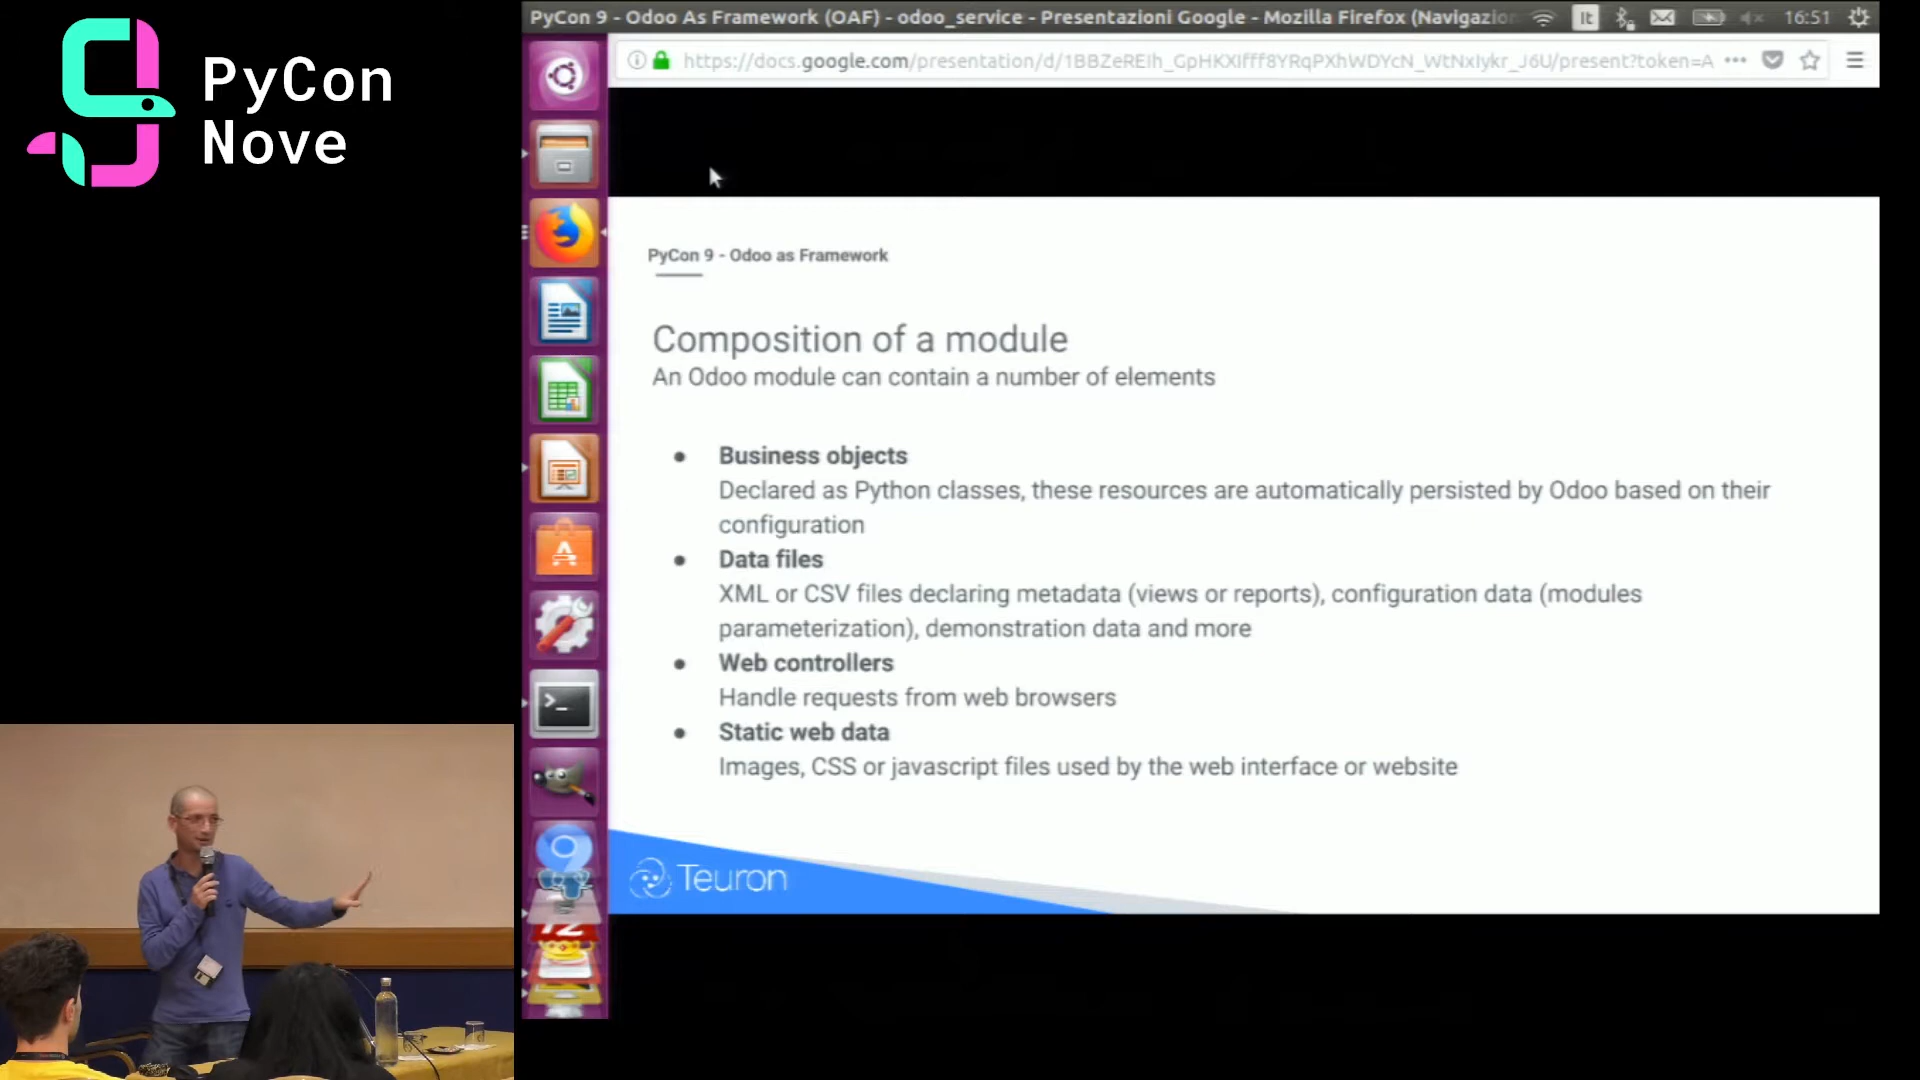 PyCon
Nove
PyCon 9 - Odoo As Framework (OAF) - odoo_service - Presentazioni Google - Mozilla Firefox (Navigazio
It
16:51
https://docs.google.com/presentation/d/1BBZeREIh_GpHKXIfff8YRqPXhWDYcN_WtNxIykr_J6U/present?token=A
PyCon 9 - Odoo as Framework
Composition of a module
An Odoo module can contain a number of elements
● Business objects
Declared as Python classes, these resources are automatically persisted by Odoo based on their
configuration
● Data files
XML or CSV files declaring metadata (views or reports), configuration data (modules
parameterization), demonstration data and more
● Web controllers
Handle requests from web browsers
● Static web data
Images, CSS or javascript files used by the web interface or website
Teuron